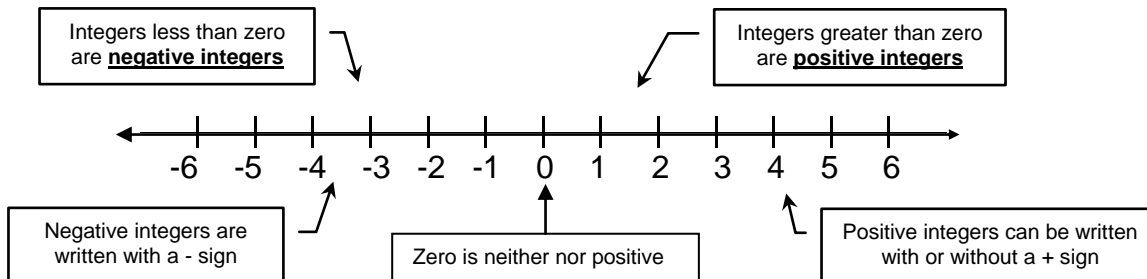 Integers less than zero
are negative integers
Integers greater than zero
are positive integers
-6 -5 -4 -3 -2 -1 0 1 2 3 4 5 6
Negative integers are
written with a - sign
Zero is neither nor positive
Positive integers can be written
with or without a + sign